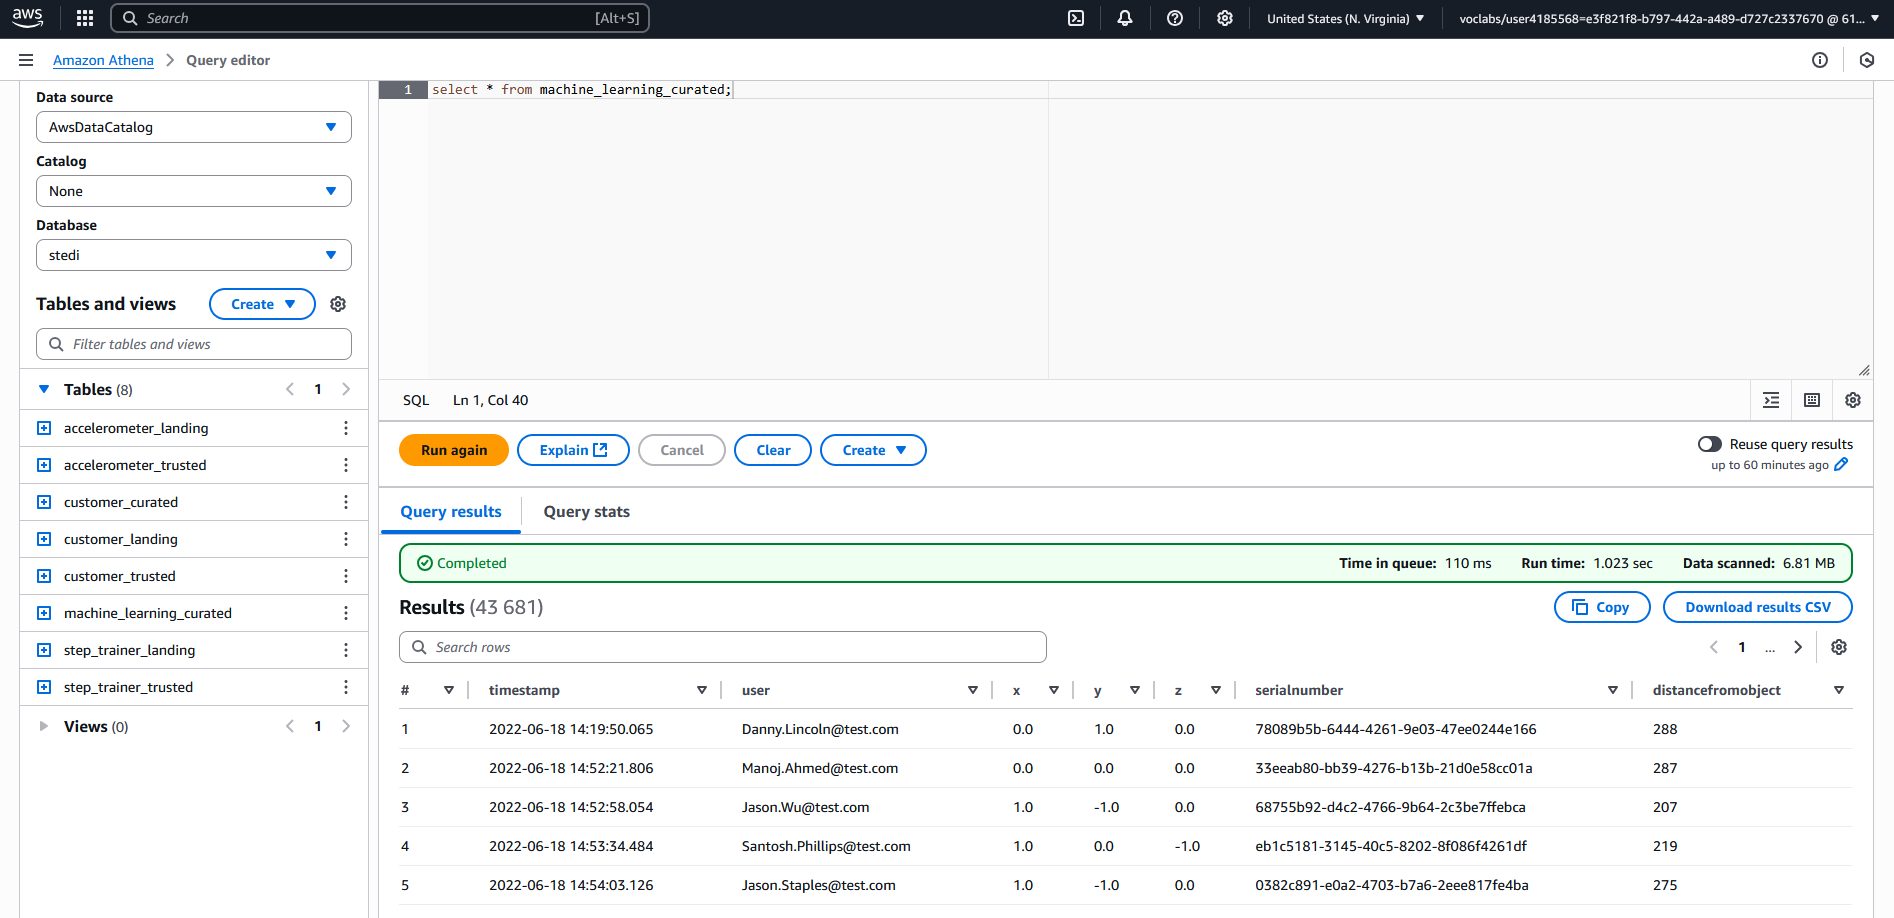 aws Search [Alt+S] United States (N. Virginia) voclabs/user4185568=e3f821f8-b797-442a-a489-d727c2337670 @ 61...
Amazon Athena Query editor
Data source
AwsDataCatalog
Catalog
None
Database
stedi
Tables and views Create
Filter tables and views
Tables (8) 1
accelerometer_landing
accelerometer_trusted
customer_curated
customer_landing
customer_trusted
machine_learning_curated
step_trainer_landing
step_trainer_trusted
Views (0) 1
1 select * from machine_learning_curated;
SQL Ln 1, Col 40
Run again Explain Cancel Clear Create
Reuse query results
up to 60 minutes ago
Query results Query stats
Completed Time in queue: 110 ms Run time: 1.023 sec Data scanned: 6.81 MB
Results (43 681) Copy Download results CSV
Search rows 1 ...
# timestamp user x y z serialnumber distancefromobject
1 2022-06-18 14:19:50.065 Danny.Lincoln@test.com 0.0 1.0 0.0 78089b5b-6444-4261-9e03-47ee0244e166 288
2 2022-06-18 14:52:21.806 Manoj.Ahmed@test.com 0.0 0.0 0.0 33eeab80-bb39-4276-b13b-21d0e58cc01a 287
3 2022-06-18 14:52:58.054 Jason.Wu@test.com 1.0 -1.0 0.0 68755b92-d4c2-4766-9b64-2c3be7ffebca 207
4 2022-06-18 14:53:34.484 Santosh.Phillips@test.com 1.0 0.0 -1.0 eb1c5181-3145-40c5-8202-8f086f4261df 219
5 2022-06-18 14:54:03.126 Jason.Staples@test.com 1.0 -1.0 0.0 0382c891-e0a2-4703-b7a6-2eee817fe4ba 275